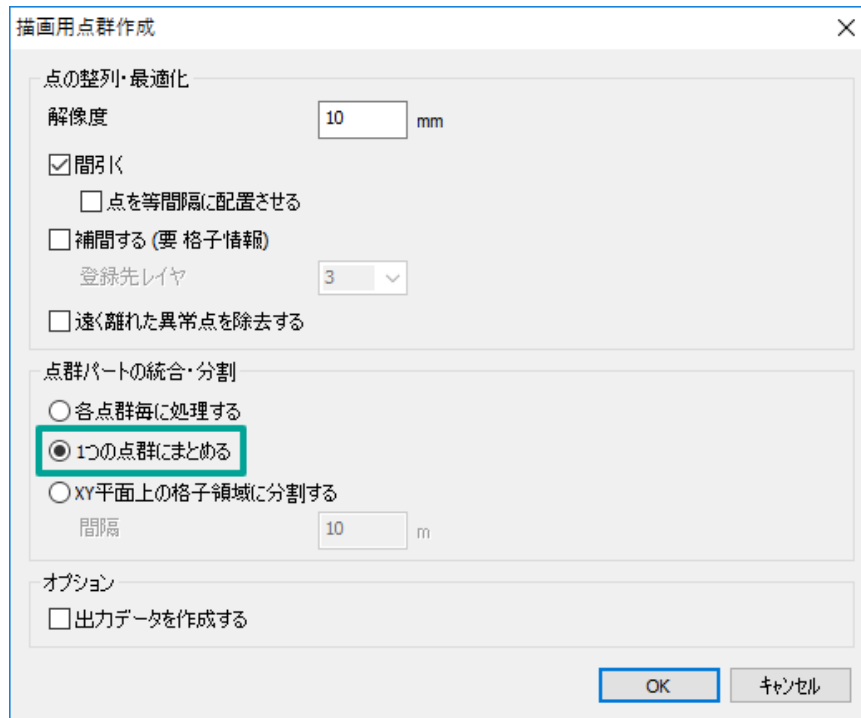 描画用点群作成
点の整列・最適化
解像度 10 mm
間引く
点を等間隔に配置させる
補間する (要 格子情報)
登録先レイヤ 3
遠く離れた異常点を除去する
点群パートの統合・分割
各点群毎に処理する
1つの点群にまとめる
XY平面上の格子領域に分割する
間隔 10 m
オプション
出力データを作成する
OK キャンセル